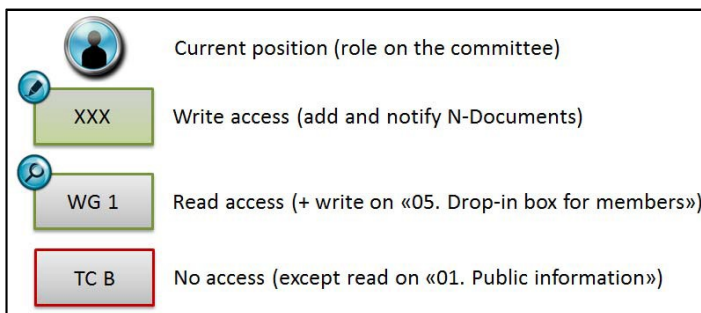 Current position (role on the committee)
XXX Write access (add and notify N-Documents)
WG 1 Read access (+ write on «05. Drop-in box for members»)
TC B No access (except read on «01. Public information»)